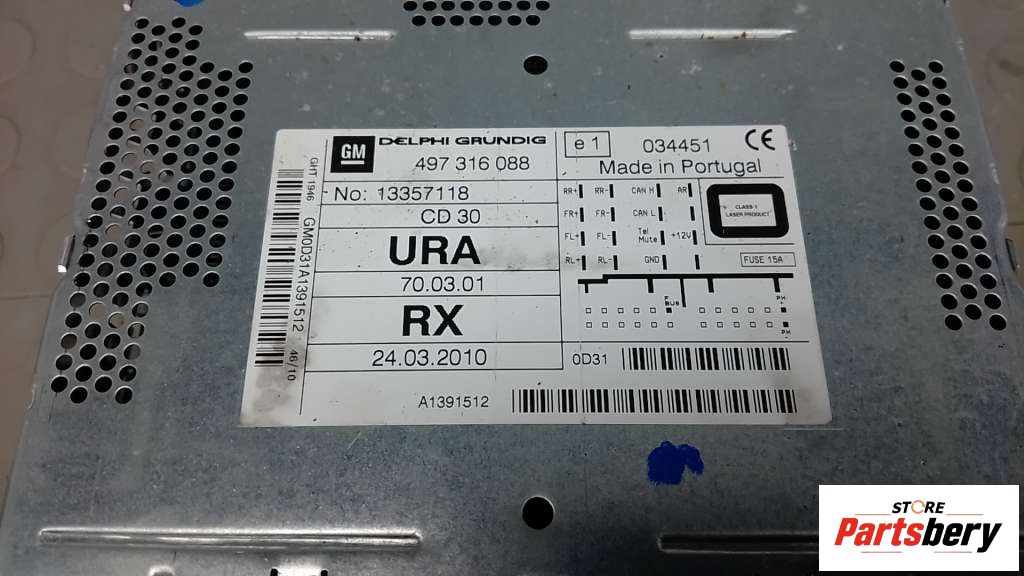 GM DELPHI GRUNDIG
497 316 088
e 1 034451 CE
Made in Portugal
No: 13357118
CD 30
URA
70.03.01
RX
24.03.2010
RR+ RR- CAN H AR
FR+ FR- CAN L
FL+ FL- Tel Mute +12V
RL+ RL- GND
CLASS-1
LASER PRODUCT
FUSE 15A
F BUS
PH +
PH
0D31
A1391512
GHT 1946 GM0D31A1391512 46/10
STORE
Partsbery